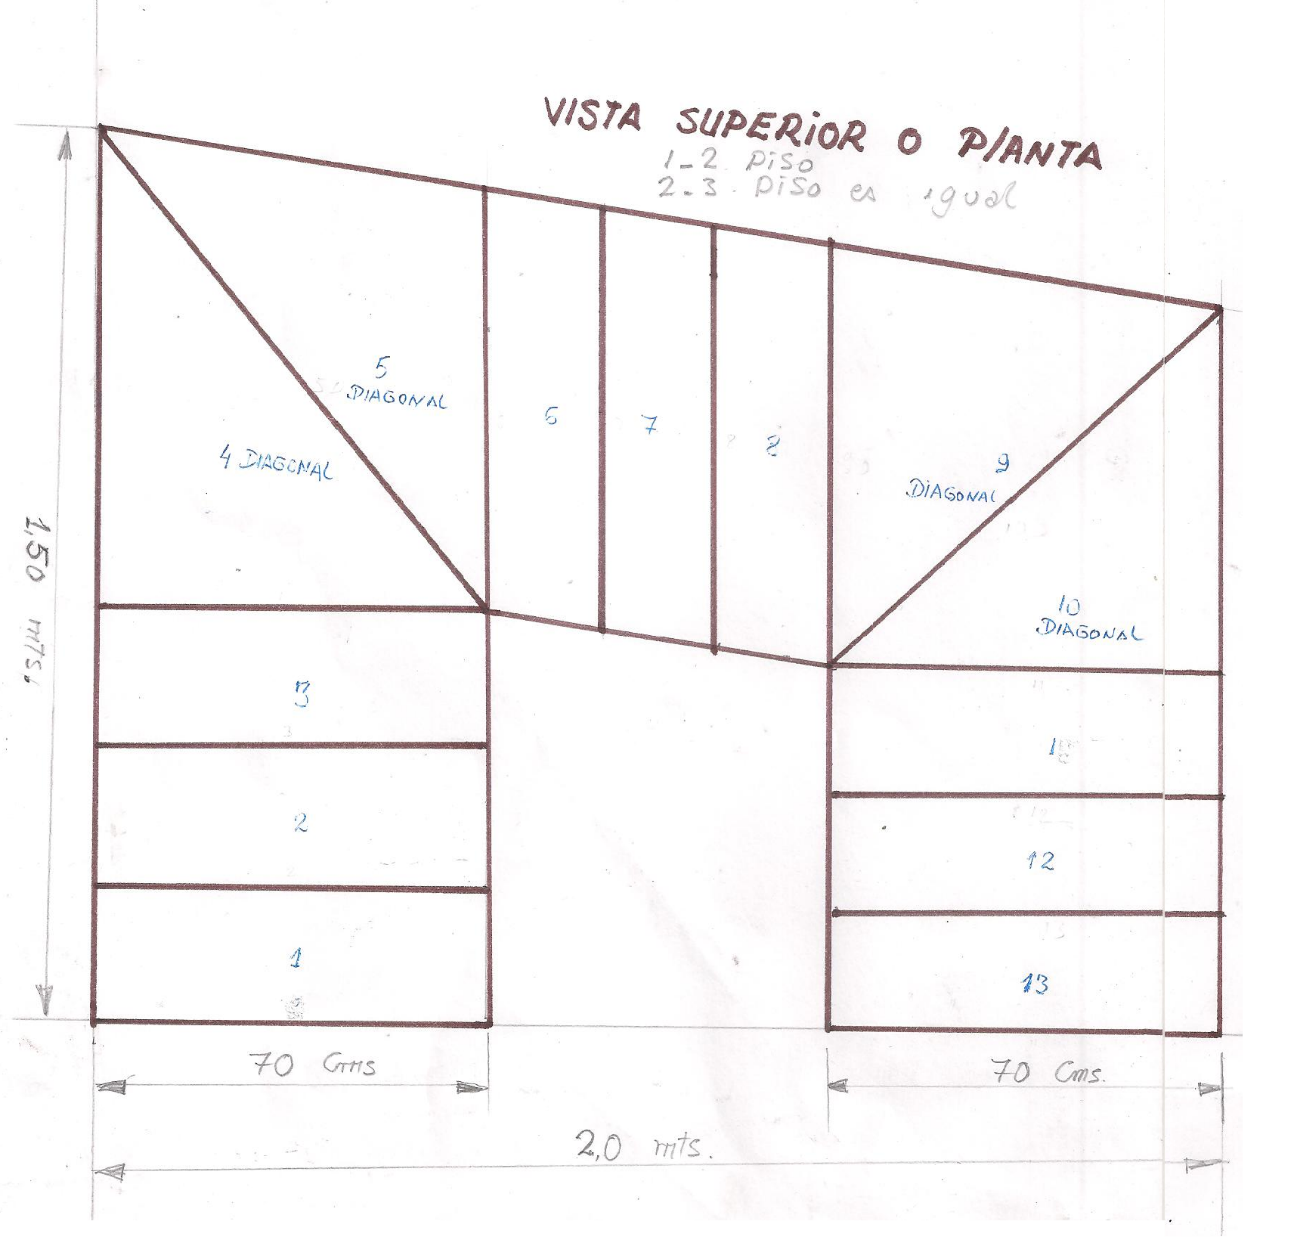 VISTA SUPERIOR O PLANTA
1-2 PiSO
2-3 PiSO es igual
5
DIAGONAL
4 DIAGONAL
6
7
8
9
DIAGONAL
10
DIAGONAL
3
2
12
1
13
1,50 mts.
70 Cms
70 Cms.
2,0 mts.